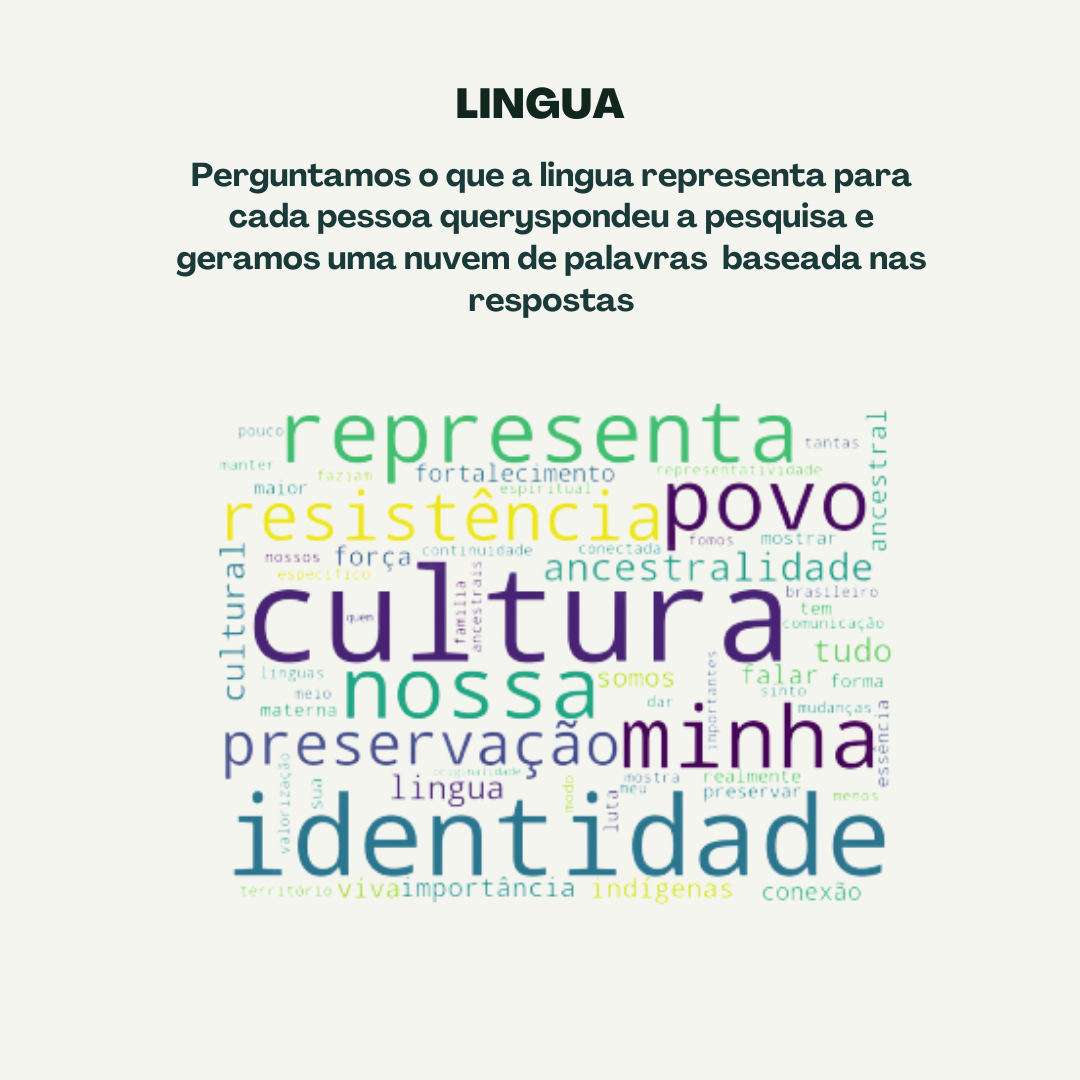 LINGUA
Perguntamos o que a lingua representa para
cada pessoa queryspondeu a pesquisa e
geramos uma nuvem de palavras  baseada nas
respostas
pouco representa tantas
ancestral
manter faziam fortalecimento representatividade
maior espiritual
resistência povo
fomos mostrar
nossos força continuidade conectada
específico ancestralidade
cultural
cultura
quem
família
ancestrais
brasileiro
tem
comunicação
tudo
linguas nossa somos falar forma
meio sinto
materna dar mudanças
importantes
preservação minha
essência
originalidade mostra realmente
lingua meu preservar menos
valorização
sua
modo
luta
identidade
território viva importância indígenas conexão